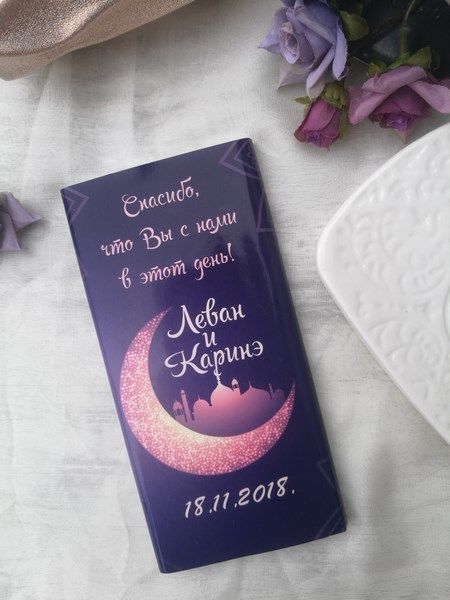 Спасибо,
что Вы с нами
в этот день!
Леван
и
Каринэ
18.11.2018.